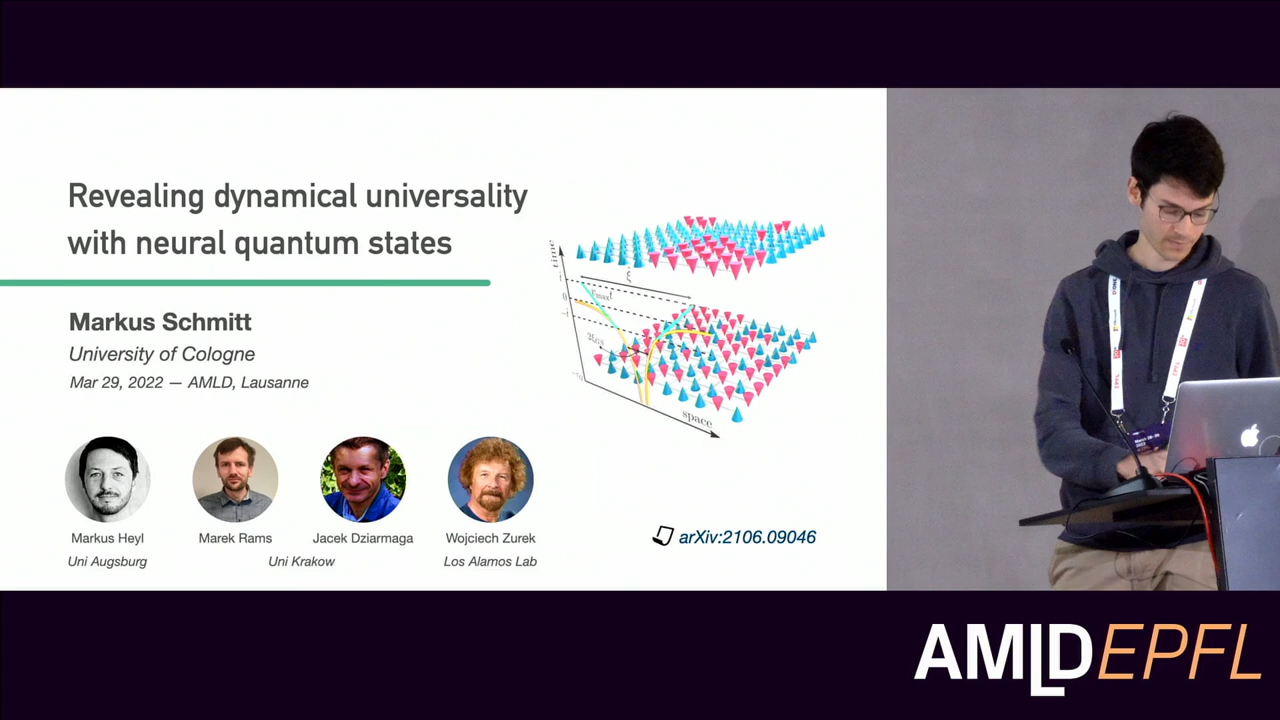 Revealing dynamical universality
with neural quantum states
Markus Schmitt
University of Cologne
Mar 29, 2022 — AMLD, Lausanne
Markus Heyl
Uni Augsburg
Marek Rams
Jacek Dziarmaga
Uni Krakow
Wojciech Zurek
Los Alamos Lab
time
ξ
0
space
arXiv:2106.09046
EPFL
AMLDEPFL